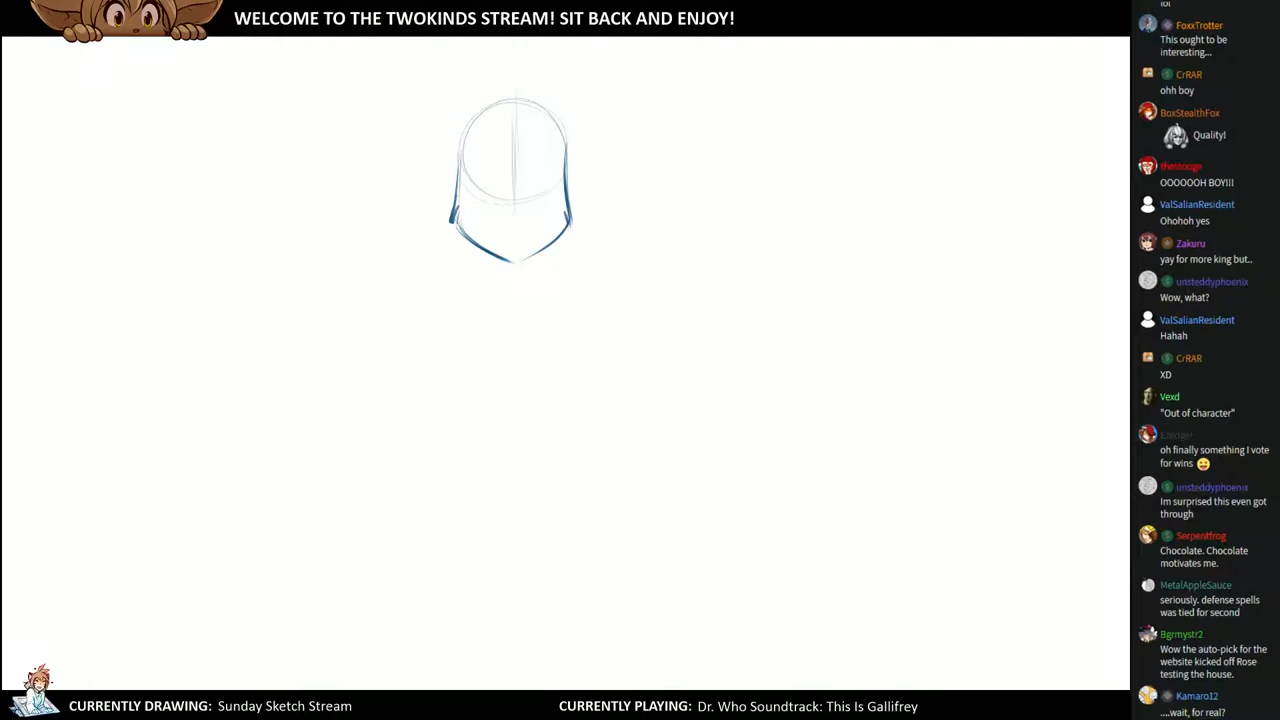 WELCOME TO THE TWOKINDS STREAM! SIT BACK AND ENJOY!
lol
FoxxTrotter
This ought to be
interesting...
CrRAR
ohh boy
BoxStealthFox
Quality!
thestooge
OOOOOOH BOY!!!
ValSalianResident
Ohohoh yes
Zakuru
yay for more king but..
unsteddyphoenix
Wow, what?
ValSalianResident
Hahah
CrRAR
XD
Vexd
"Out of character"
oh finally something I vote
for wins
unsteddyphoenix
Im surprised this even got
through
Serpentfrog
Chocolate. Chocolate
motivates me.
MetalAppleSauce
seriously. defense spells
was tied for second
Bgrmystr2
Wow the auto-pick for the
website kicked off Rose
testing the house.
Kamaro12
....wait, for real?
CURRENTLY DRAWING: Sunday Sketch Stream
CURRENTLY PLAYING: Dr. Who Soundtrack: This Is Gallifrey